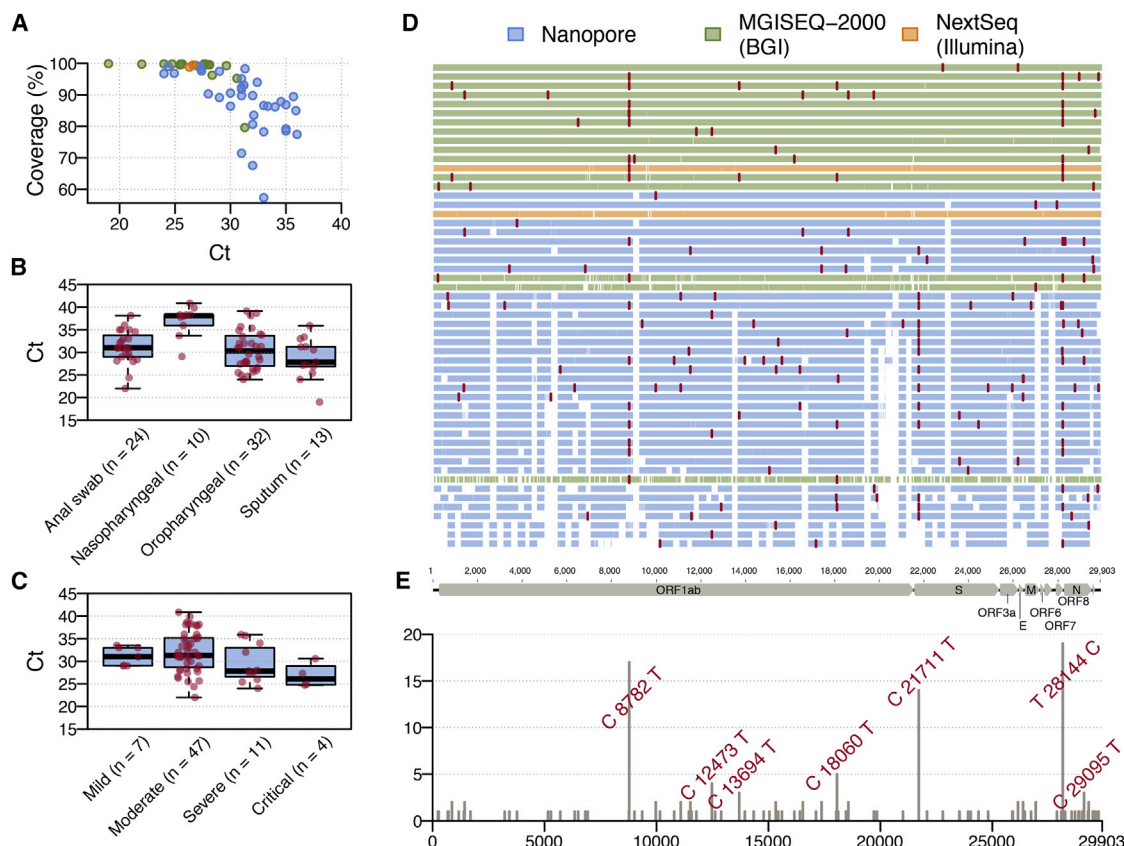 A
Coverage (%)
100
90
80
70
60
20 25 30 35 40
Ct
B
Ct
45
40
35
30
25
20
15
Anal swab (n = 24)
Nasopharyngeal (n = 10)
Oropharyngeal (n = 32)
Sputum (n = 13)
C
Ct
45
40
35
30
25
20
15
Mild (n = 7)
Moderate (n = 47)
Severe (n = 11)
Critical (n = 4)
D
Nanopore
MGISEQ−2000
(BGI)
NextSeq
(Illumina)
E
1 2,000 4,000 6,000 8,000 10,000 12,000 14,000 16,000 18,000 20,000 22,000 24,000 26,000 28,000 29,903
ORF1ab S M N
ORF3a ORF6 ORF8
E ORF7
20
15
10
5
0
C 8782 T
C 12473 T
C 13694 T
C 18060 T
C 21711 T
T 28144 C
C 29095 T
0 5000 10000 15000 20000 25000 29903